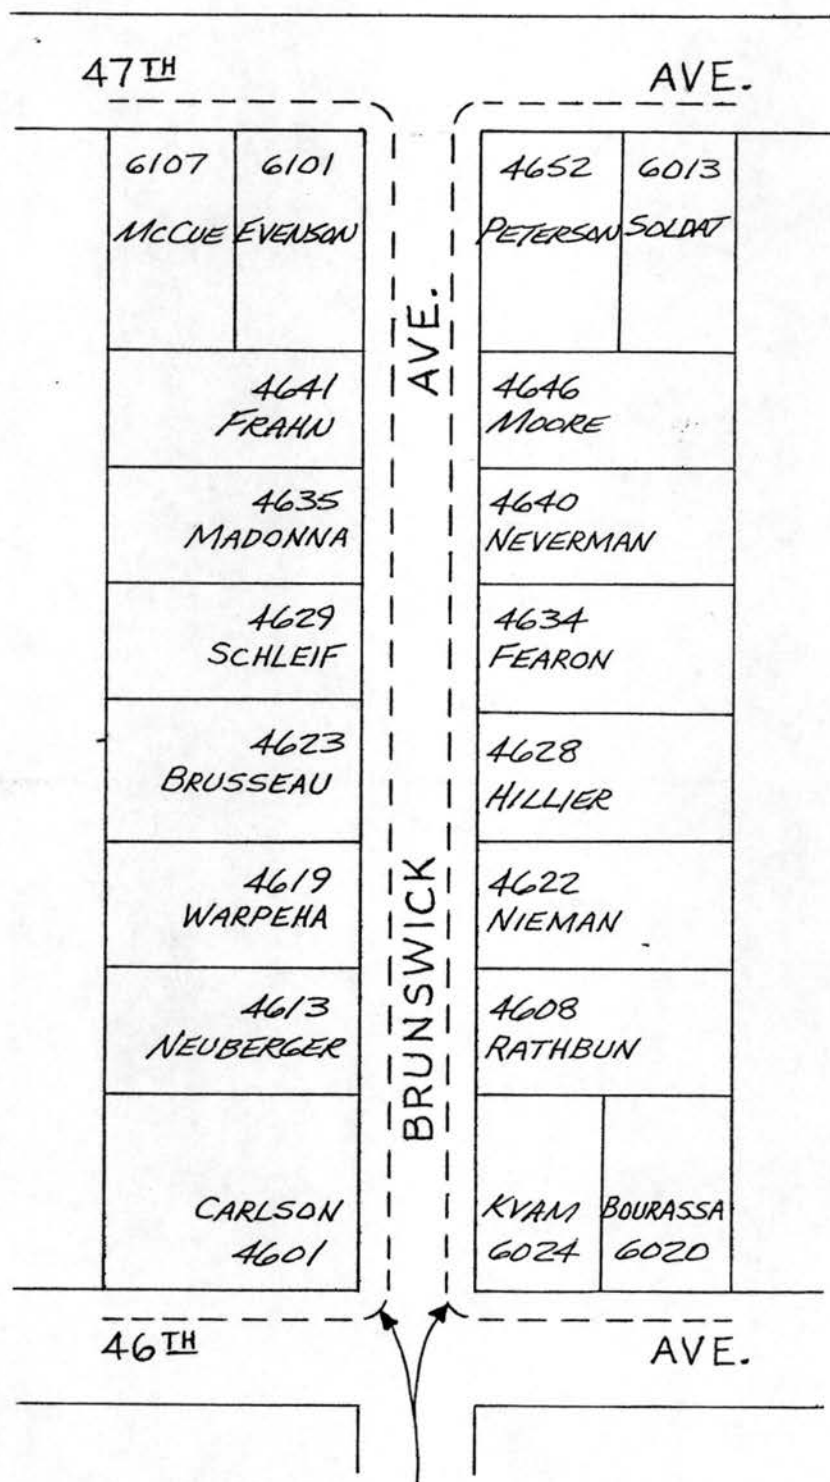 47TH AVE.
6107 6101 4652 6013
McCUE EVENSON PETERSON SOLDAT
AVE.
4641 4646
FRAHN MOORE
4635 4640
MADONNA NEVERMAN
4629 4634
SCHLEIF FEARON
4623 4628
BRUSSEAU HILLIER
4619 4622
WARPEHA NIEMAN
BRUNSWICK
4613 4608
NEUBERGER RATHBUN
CARLSON KVAM BOURASSA
4601 6024 6020
46TH AVE.